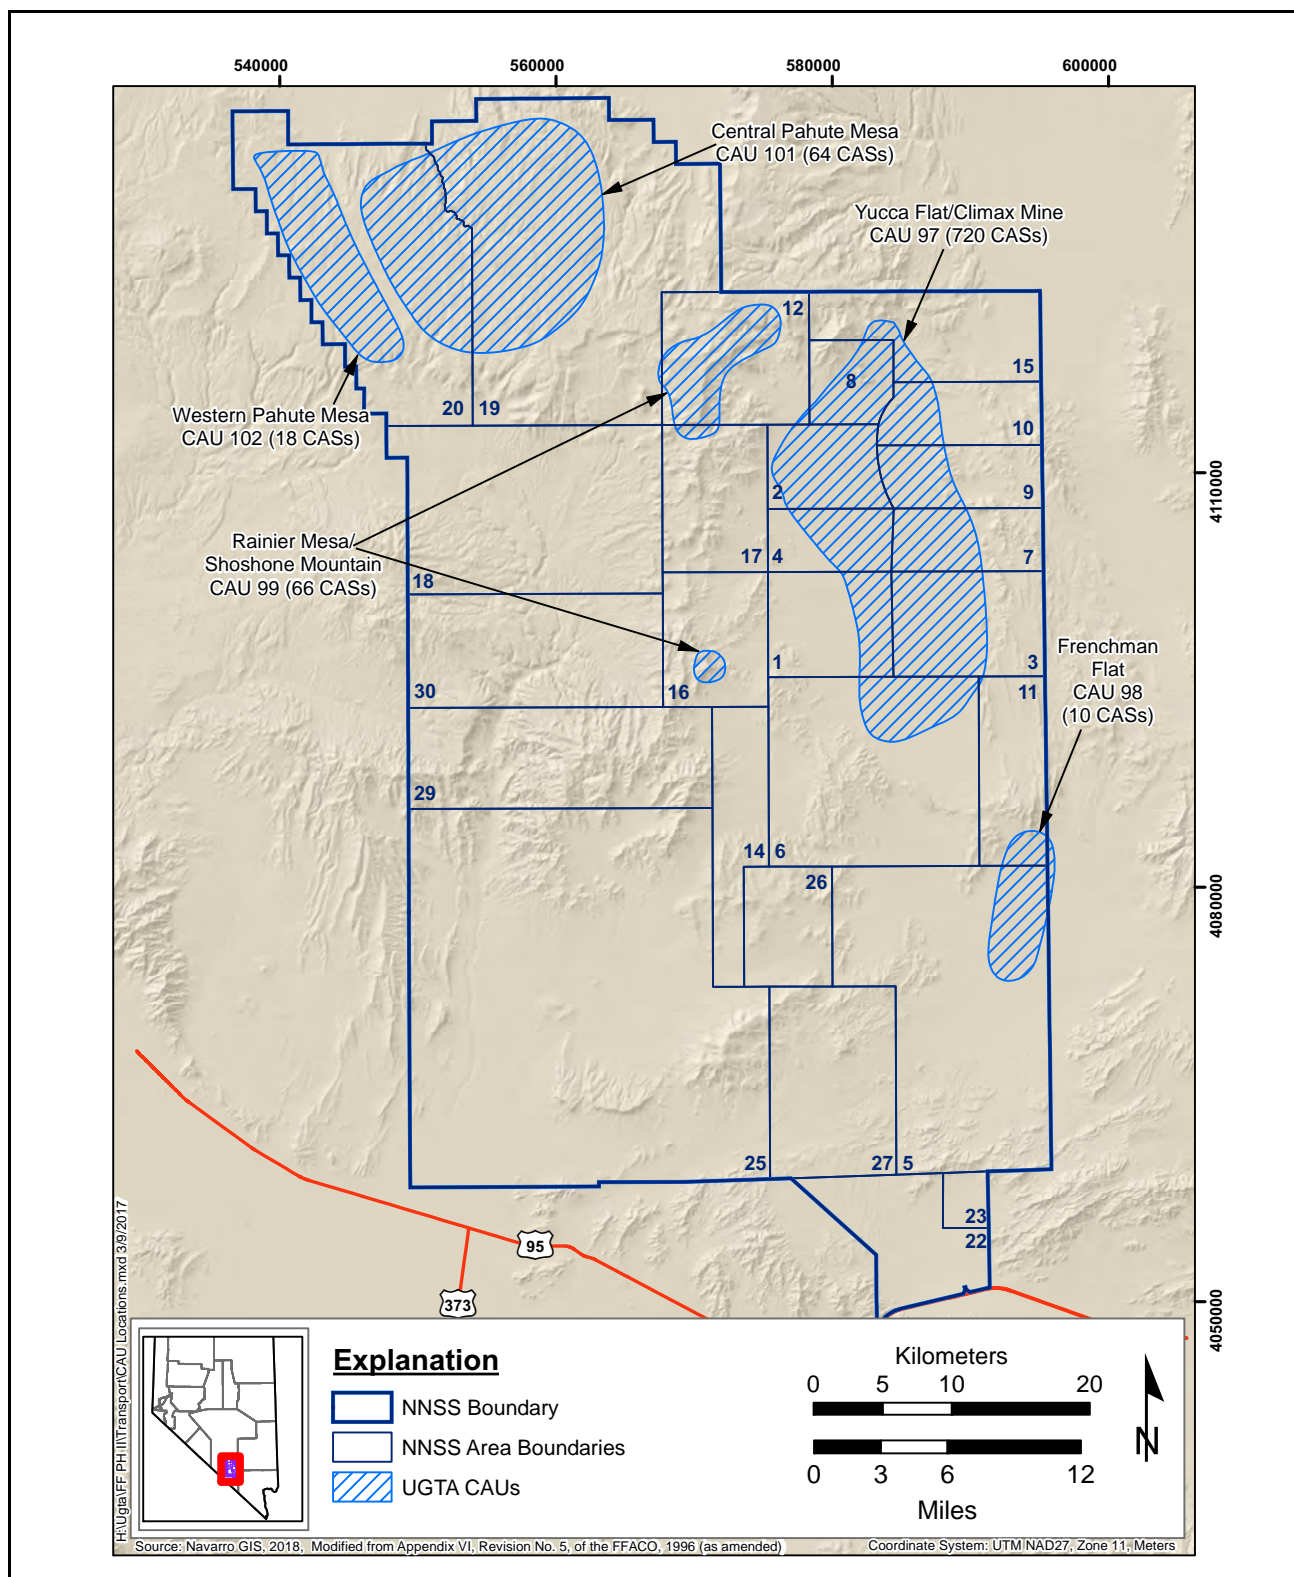 540000
560000
580000
600000
Central Pahute Mesa
CAU 101 (64 CASs)
Yucca Flat/Climax Mine
CAU 97 (720 CASs)
12
15
8
Western Pahute Mesa
CAU 102 (18 CASs)
20
19
10
4110000
2
9
Rainier Mesa/
Shoshone Mountain
CAU 99 (66 CASs)
17
4
7
18
Frenchman
Flat
CAU 98
(10 CASs)
1
3
30
16
11
29
14
6
26
4080000
25
27
5
23
22
95
373
4050000
H:\Ugta\FF PH II\Transport\CAU Locations.mxd 3/9/2017
Explanation
NNSS Boundary
NNSS Area Boundaries
UGTA CAUs
Kilometers
0 5 10 20
0 3 6 12
Miles
N
Source: Navarro GIS, 2018, Modified from Appendix VI, Revision No. 5, of the FFACO, 1996 (as amended)
Coordinate System: UTM NAD27, Zone 11, Meters